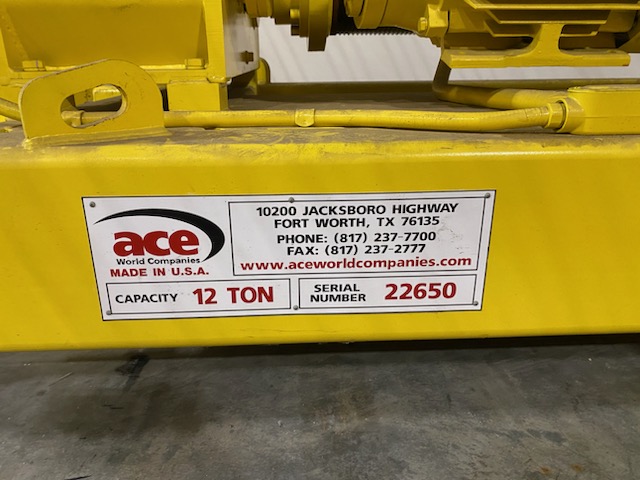 ace
World Companies
MADE IN U.S.A.
10200 JACKSBORO HIGHWAY
FORT WORTH, TX 76135
PHONE: (817) 237-7700
FAX: (817) 237-2777
www.aceworldcompanies.com
CAPACITY 12 TON
SERIAL NUMBER 22650